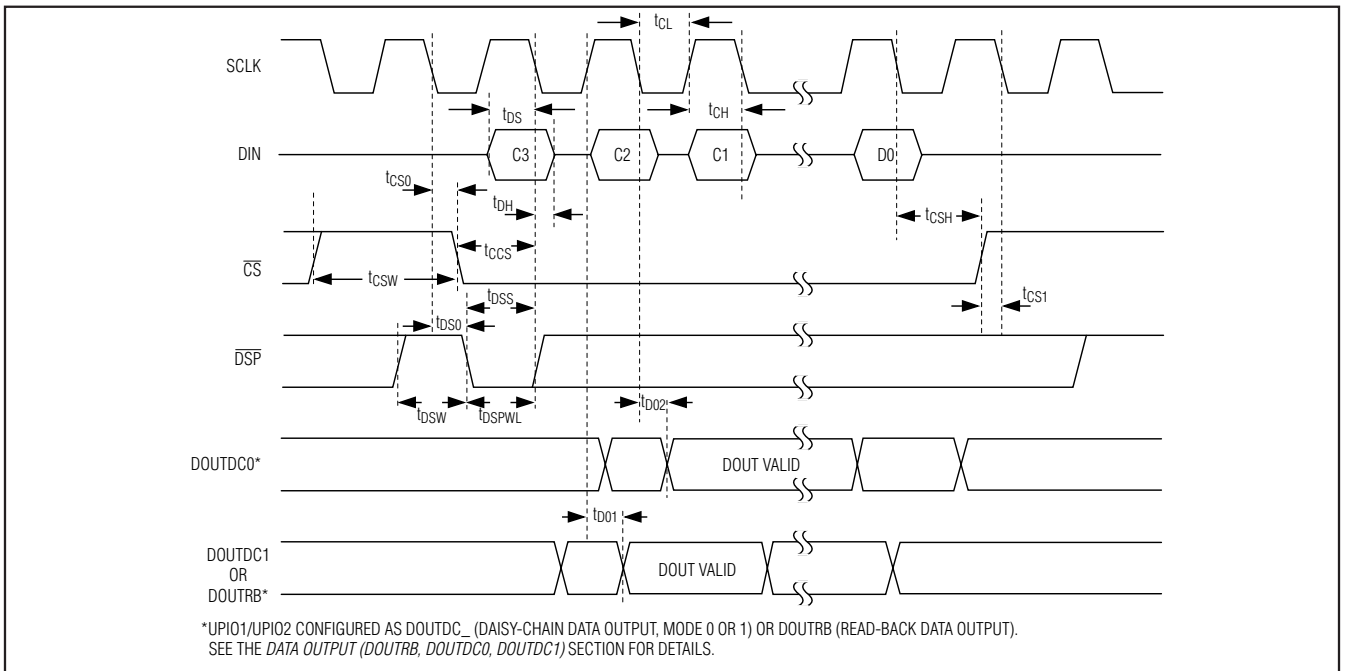 tCL
SCLK
tDS
tCH
DIN
C3
C2
C1
D0
tCS0
tDH
tCSH
tCCS
CS
tCSW
tDSS
tCS1
tDS0
DSP
tDSW
tDSPWL
tD02
DOUTDC0*
DOUT VALID
tD01
DOUTDC1
OR
DOUTRB*
DOUT VALID
*UPIO1/UPIO2 CONFIGURED AS DOUTDC_ (DAISY-CHAIN DATA OUTPUT, MODE 0 OR 1) OR DOUTRB (READ-BACK DATA OUTPUT).
SEE THE DATA OUTPUT (DOUTRB, DOUTDC0, DOUTDC1) SECTION FOR DETAILS.